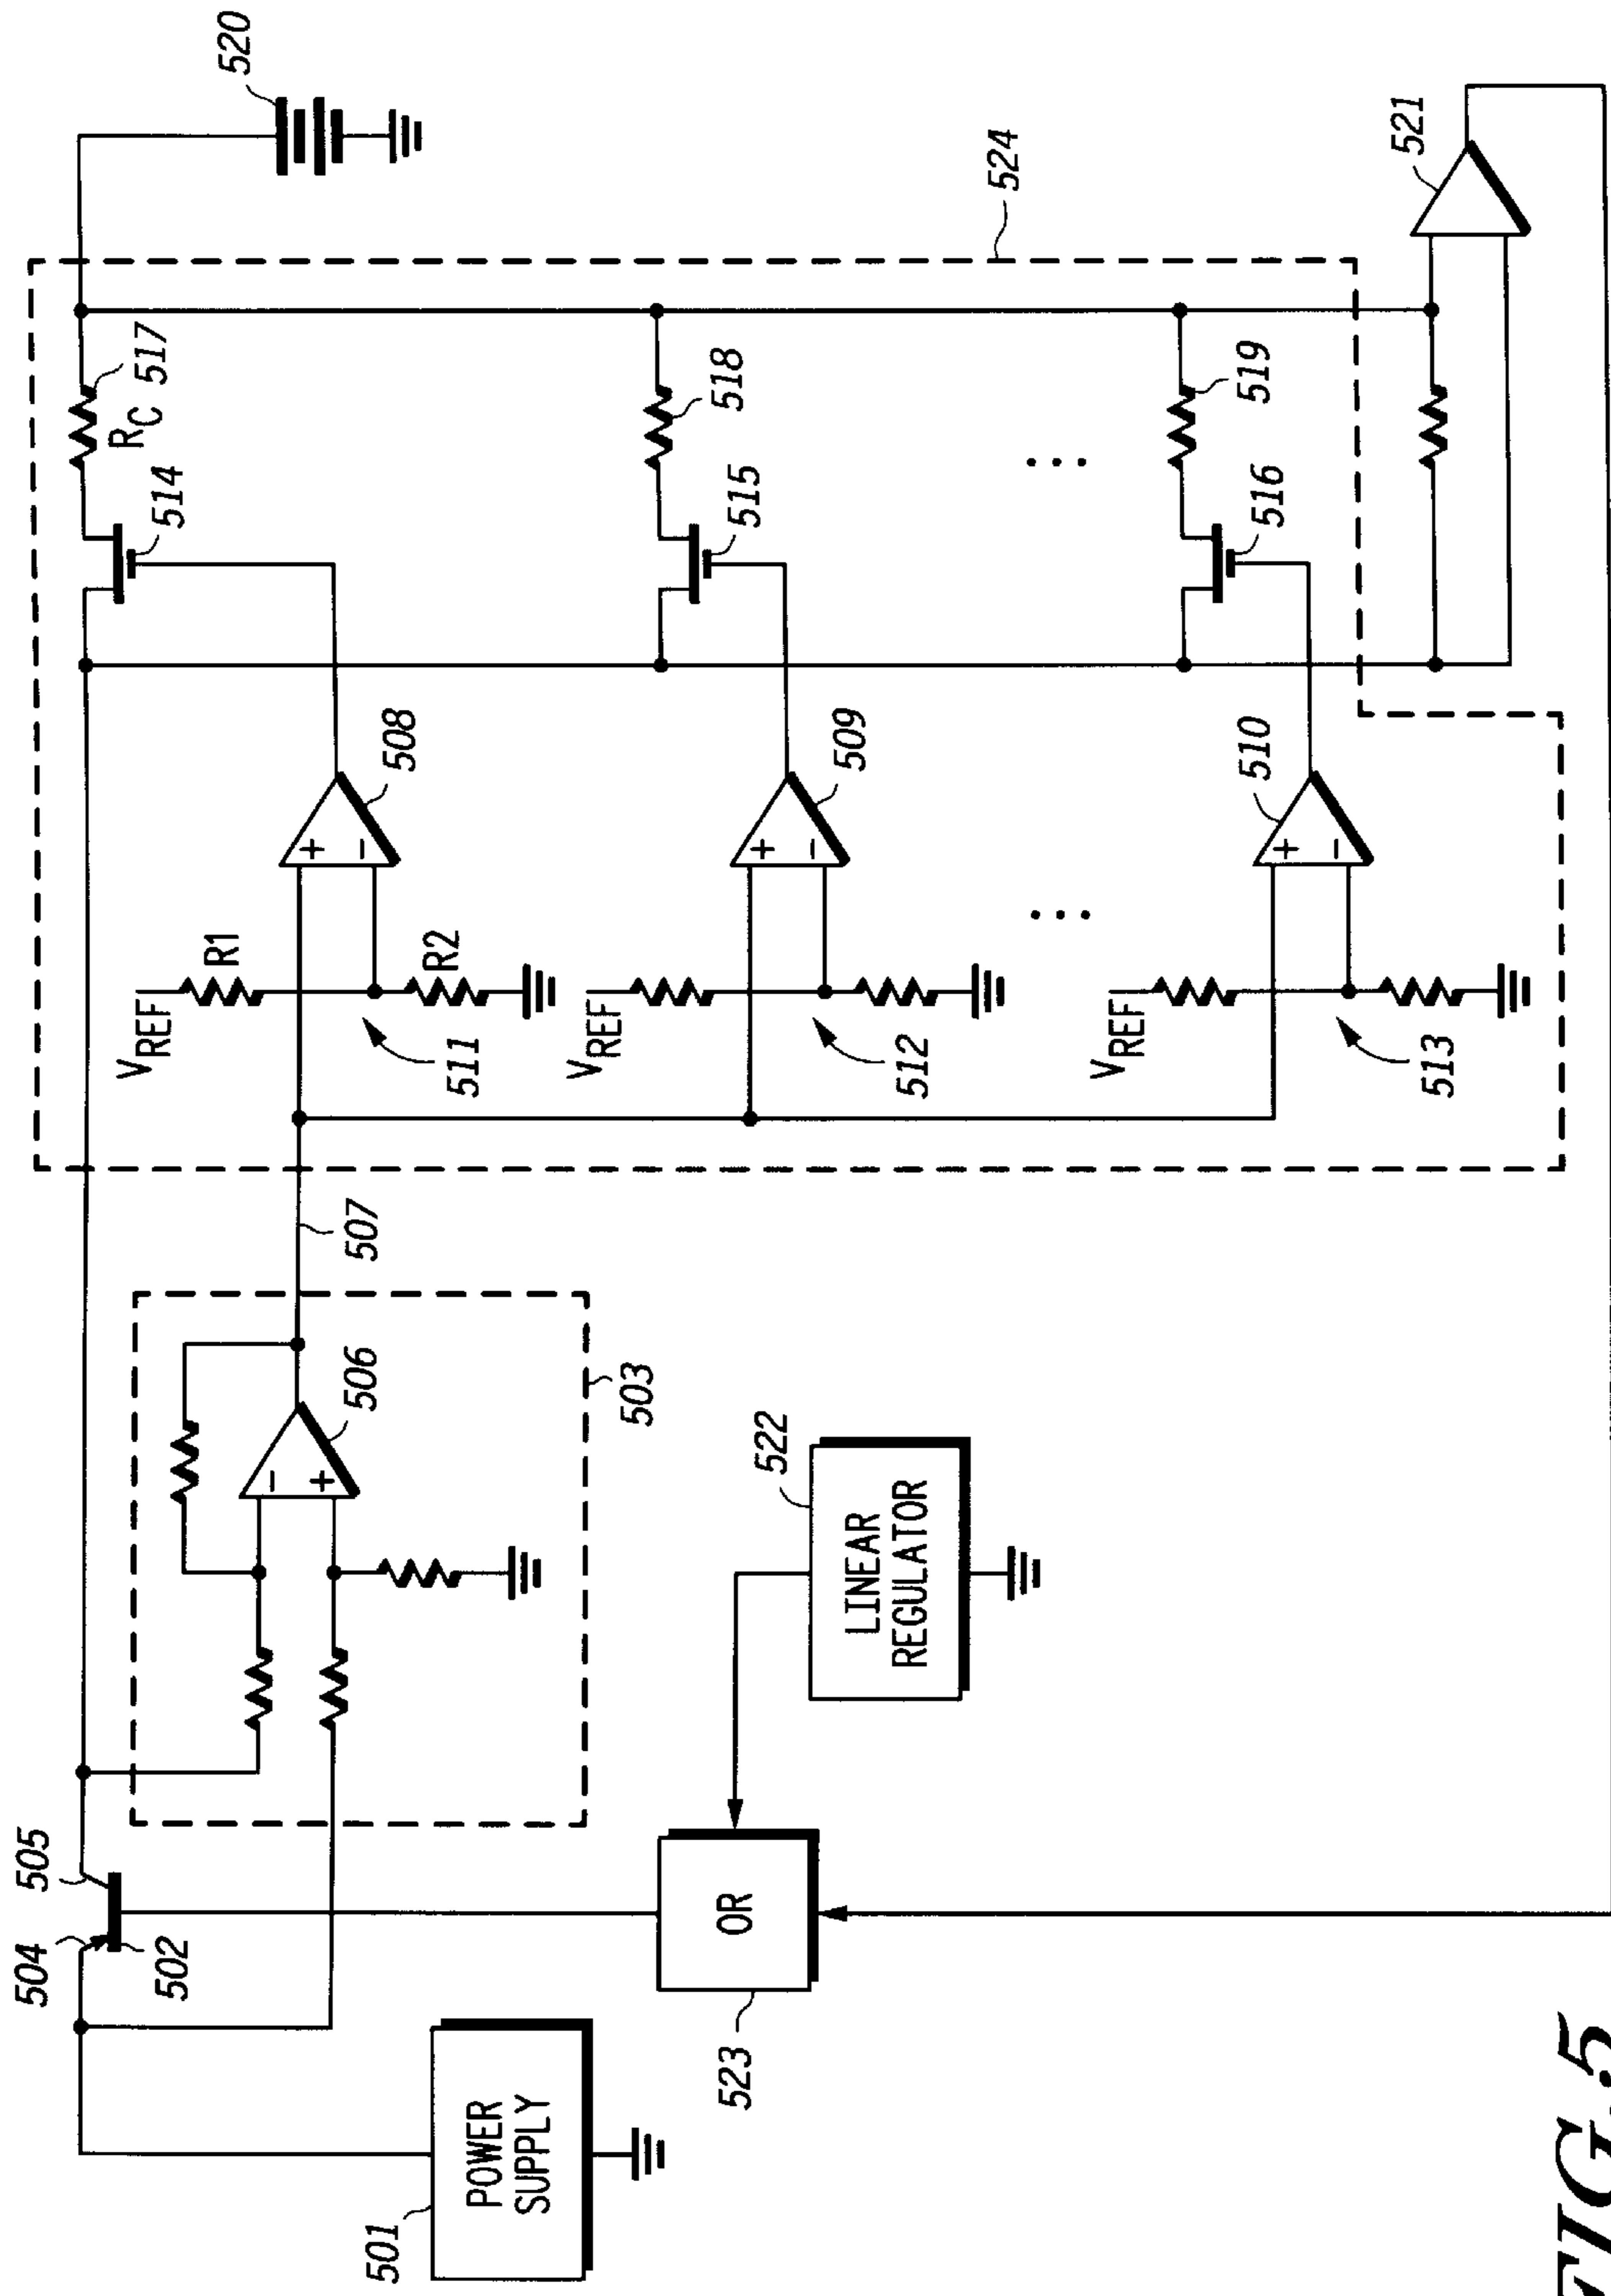 520
524
521
R_C 517
518
519
514
515
516
508
509
510
+
−
+
−
+
−
V_REF
R1
R2
511
V_REF
512
V_REF
513
...
...
507
506
−
+
503
522
LINEAR
REGULATOR
505
504
502
OR
523
501
POWER
SUPPLY
FIG.5